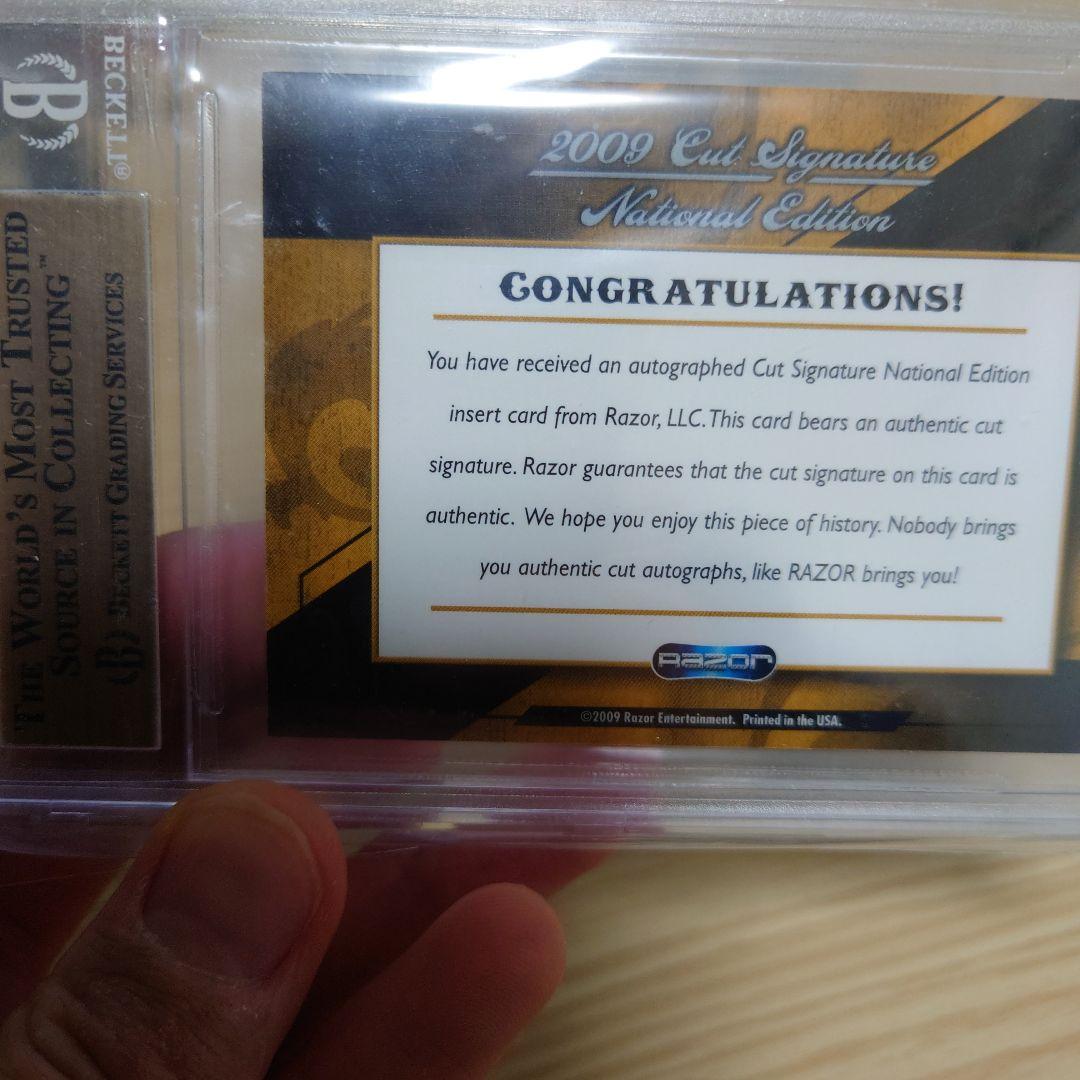 BECKETT®
THE WORLD'S MOST TRUSTED
SOURCE IN COLLECTING™
BECKETT GRADING SERVICES
2009 Cut Signature
National Edition
CONGRATULATIONS!
You have received an autographed Cut Signature National Edition
insert card from Razor, LLC. This card bears an authentic cut
signature. Razor guarantees that the cut signature on this card is
authentic. We hope you enjoy this piece of history. Nobody brings
you authentic cut autographs, like RAZOR brings you!
Razor
©2009 Razor Entertainment. Printed in the USA.